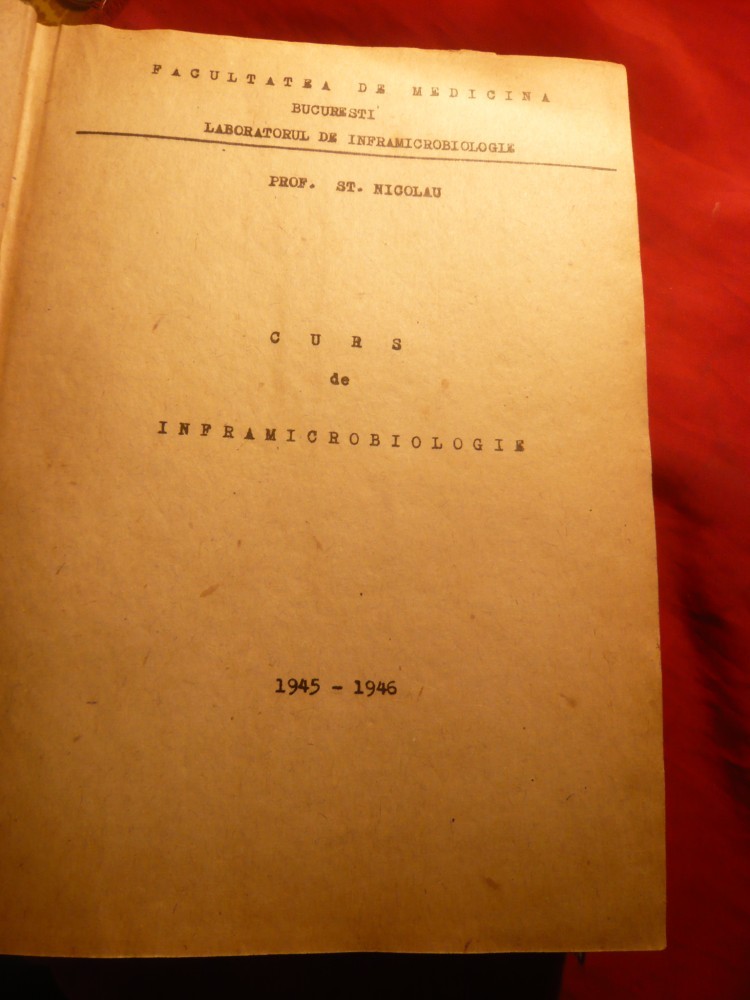 FACULTATEA DE MEDICINA
BUCURESTI
LABORATORUL DE INFRAMICROBIOLOGIE
PROF. ST. NICOLAU
CURS
de
INFRAMICROBIOLOGIE
1945 - 1946